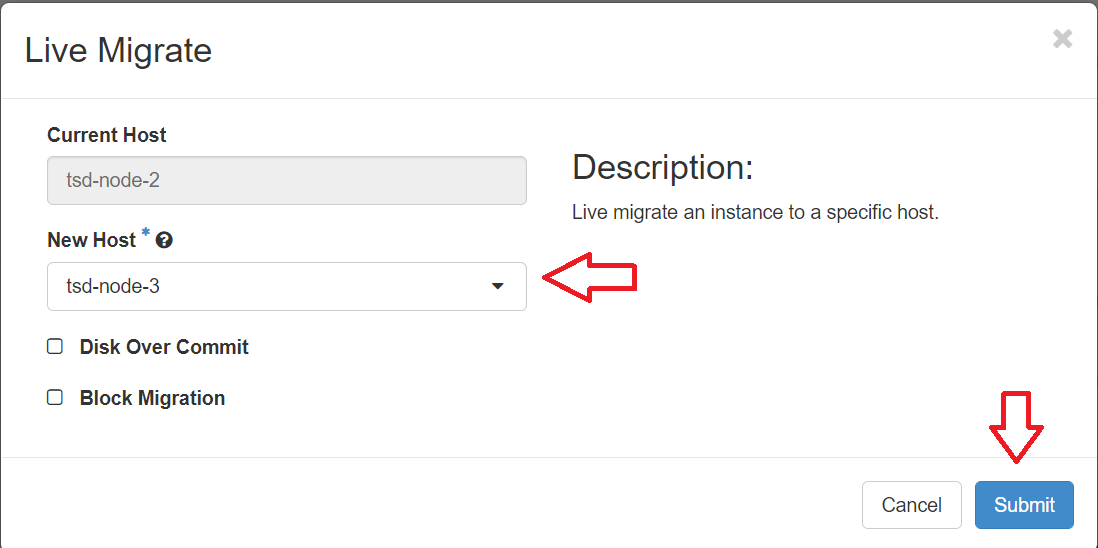 Live Migrate
Current Host
tsd-node-2
Description:
Live migrate an instance to a specific host.
New Host *
tsd-node-3
Disk Over Commit
Block Migration
Cancel
Submit